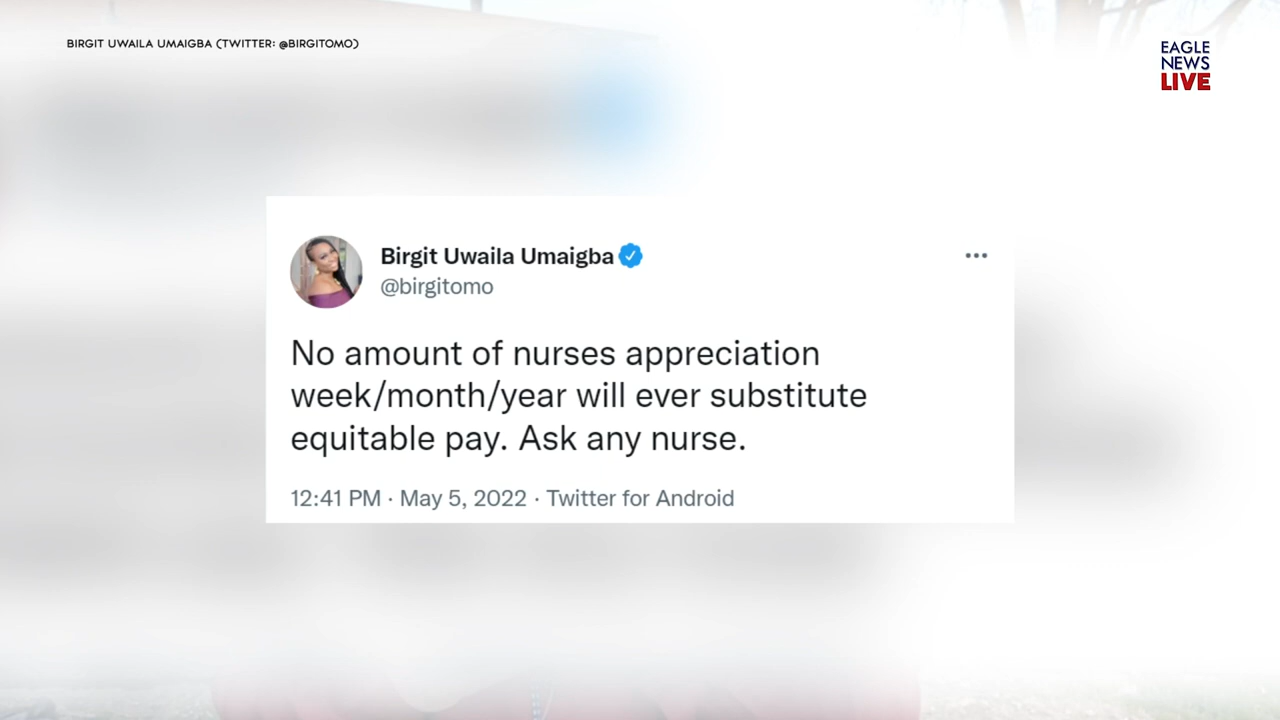 BIRGIT UWAILA UMAIGBA (TWITTER: @BIRGITOMO)
EAGLE
NEWS
LIVE
Birgit Uwaila Umaigba
@birgitomo
No amount of nurses appreciation
week/month/year will ever substitute
equitable pay. Ask any nurse.
12:41 PM · May 5, 2022 · Twitter for Android